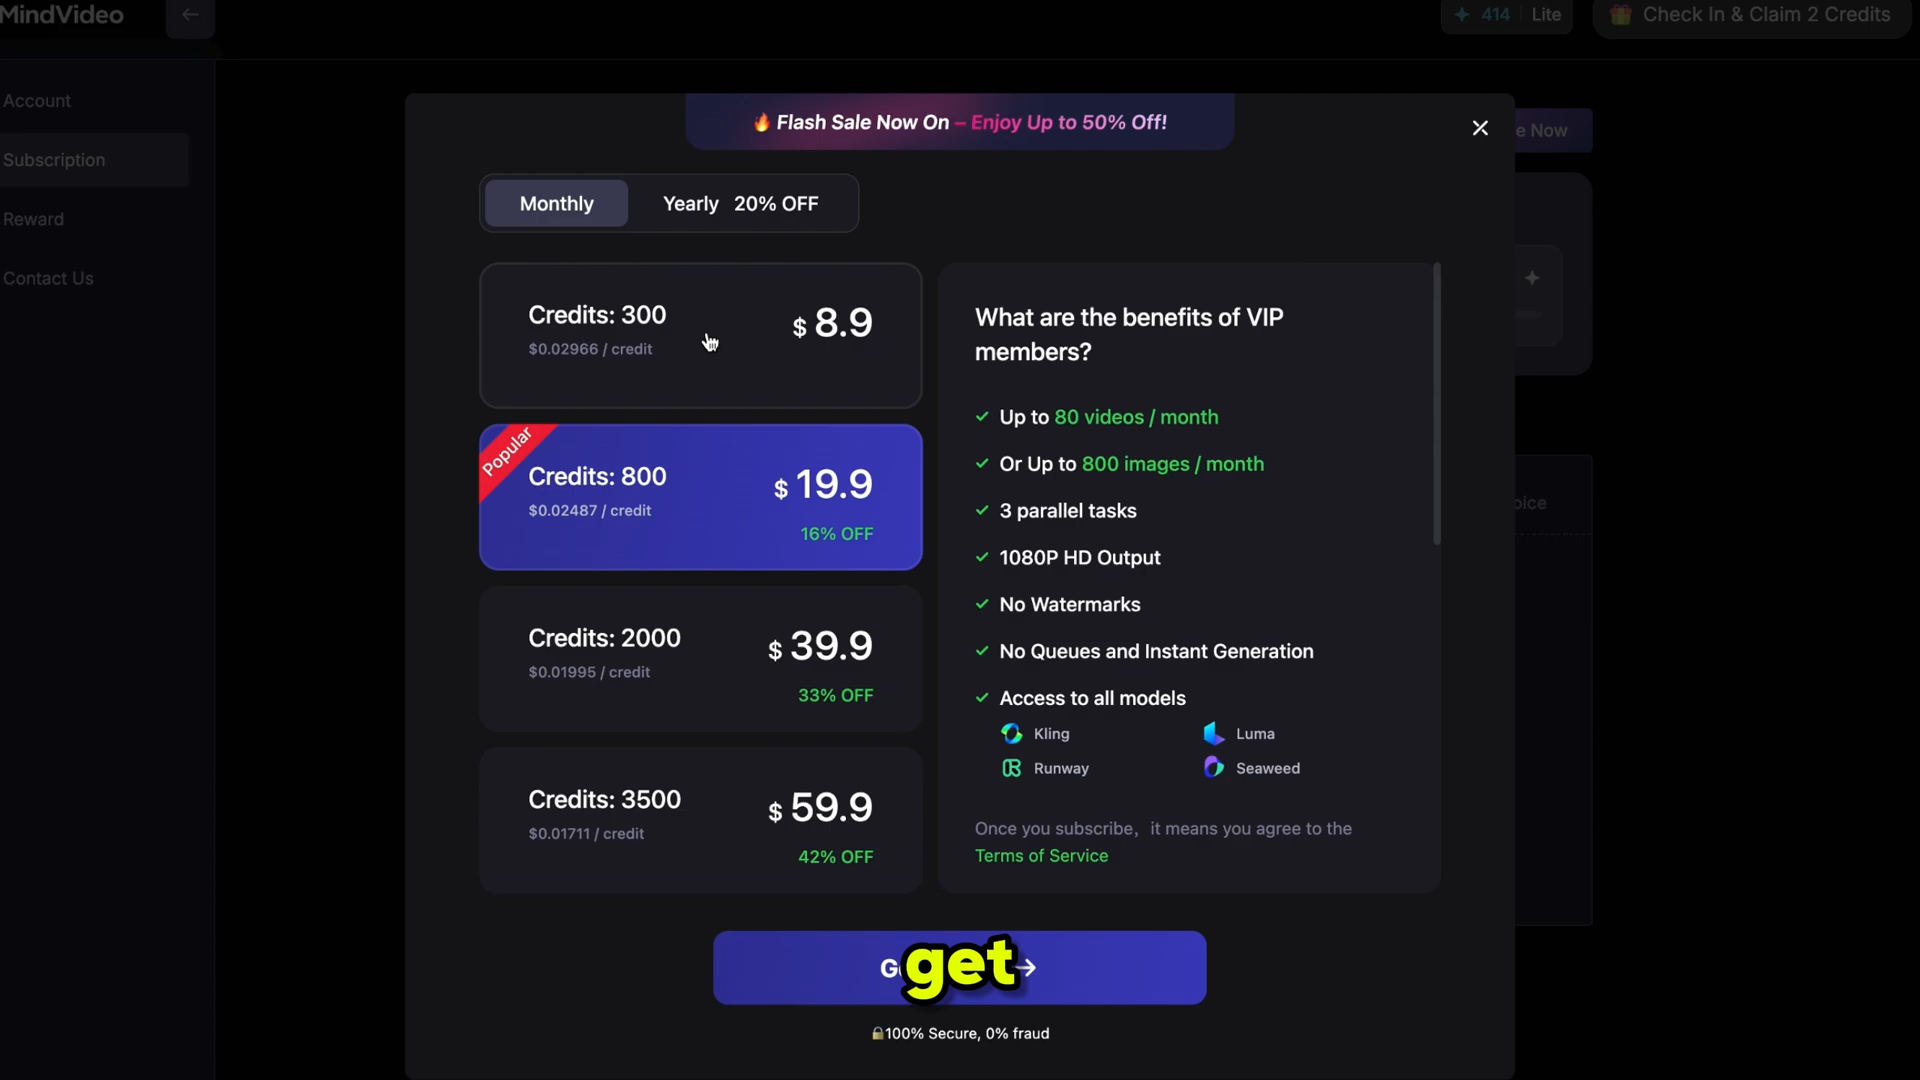 MindVideo
414 Lite
Check In & Claim 2 Credits
Account
Subscription
Reward
Contact Us
Flash Sale Now On – Enjoy Up to 50% Off!
e Now
Monthly
Yearly 20% OFF
Credits: 300
$0.02966 / credit
$ 8.9
Popular
Credits: 800
$0.02487 / credit
$ 19.9
16% OFF
Credits: 2000
$0.01995 / credit
$ 39.9
33% OFF
Credits: 3500
$0.01711 / credit
$ 59.9
42% OFF
What are the benefits of VIP
members?
Up to 80 videos / month
Or Up to 800 images / month
3 parallel tasks
1080P HD Output
No Watermarks
No Queues and Instant Generation
Access to all models
Kling
Luma
Runway
Seaweed
Once you subscribe, it means you agree to the
Terms of Service
oice
get
100% Secure, 0% fraud